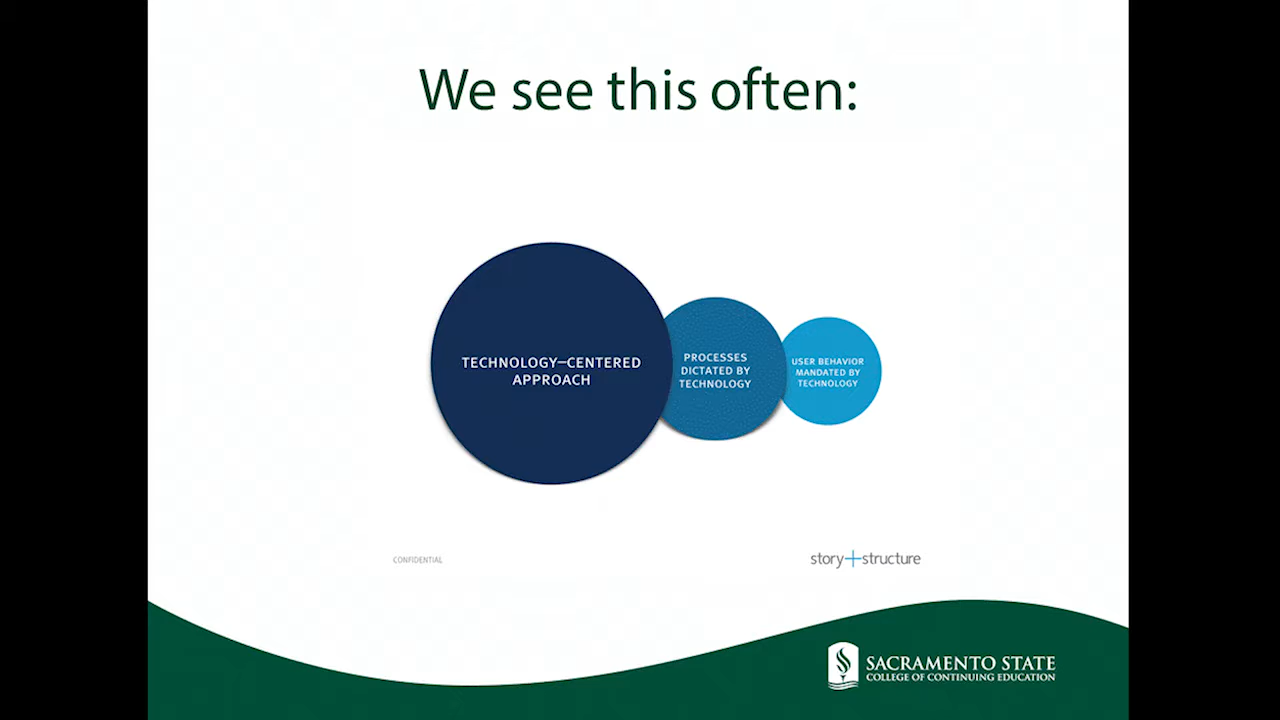 We see this often:
TECHNOLOGY–CENTERED
APPROACH
PROCESSES
DICTATED BY
TECHNOLOGY
USER BEHAVIOR
MANDATED BY
TECHNOLOGY
CONFIDENTIAL
story+structure
SACRAMENTO STATE
COLLEGE OF CONTINUING EDUCATION